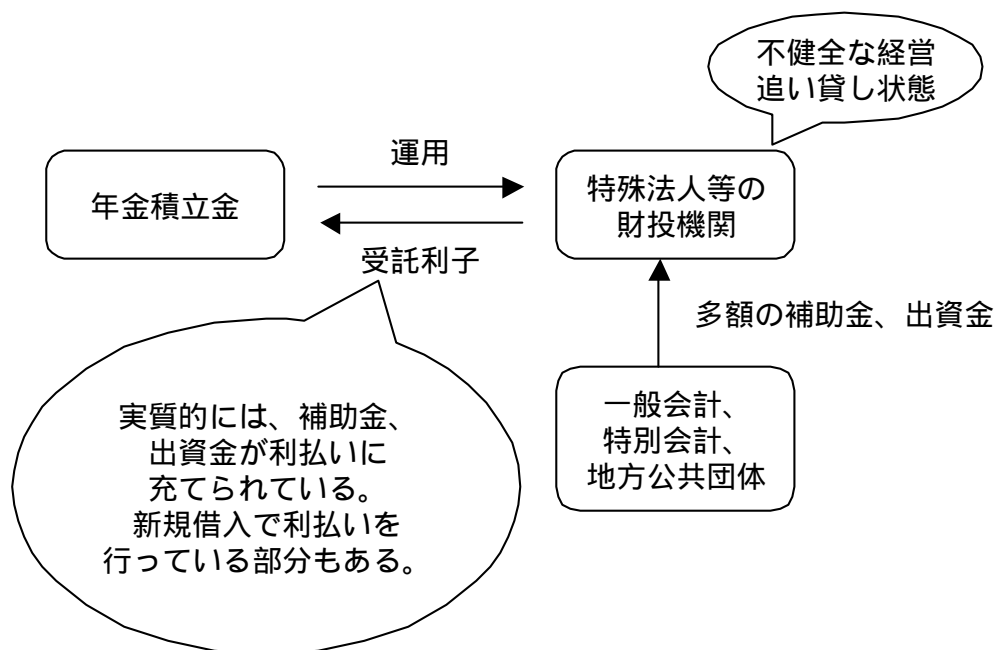 不健全な経営
追い貸し状態
運用
年金積立金
特殊法人等の
財投機関
受託利子
多額の補助金、出資金
実質的には、補助金、
出資金が利払いに
充てられている。
新規借入で利払いを
行っている部分もある。
一般会計、
特別会計、
地方公共団体